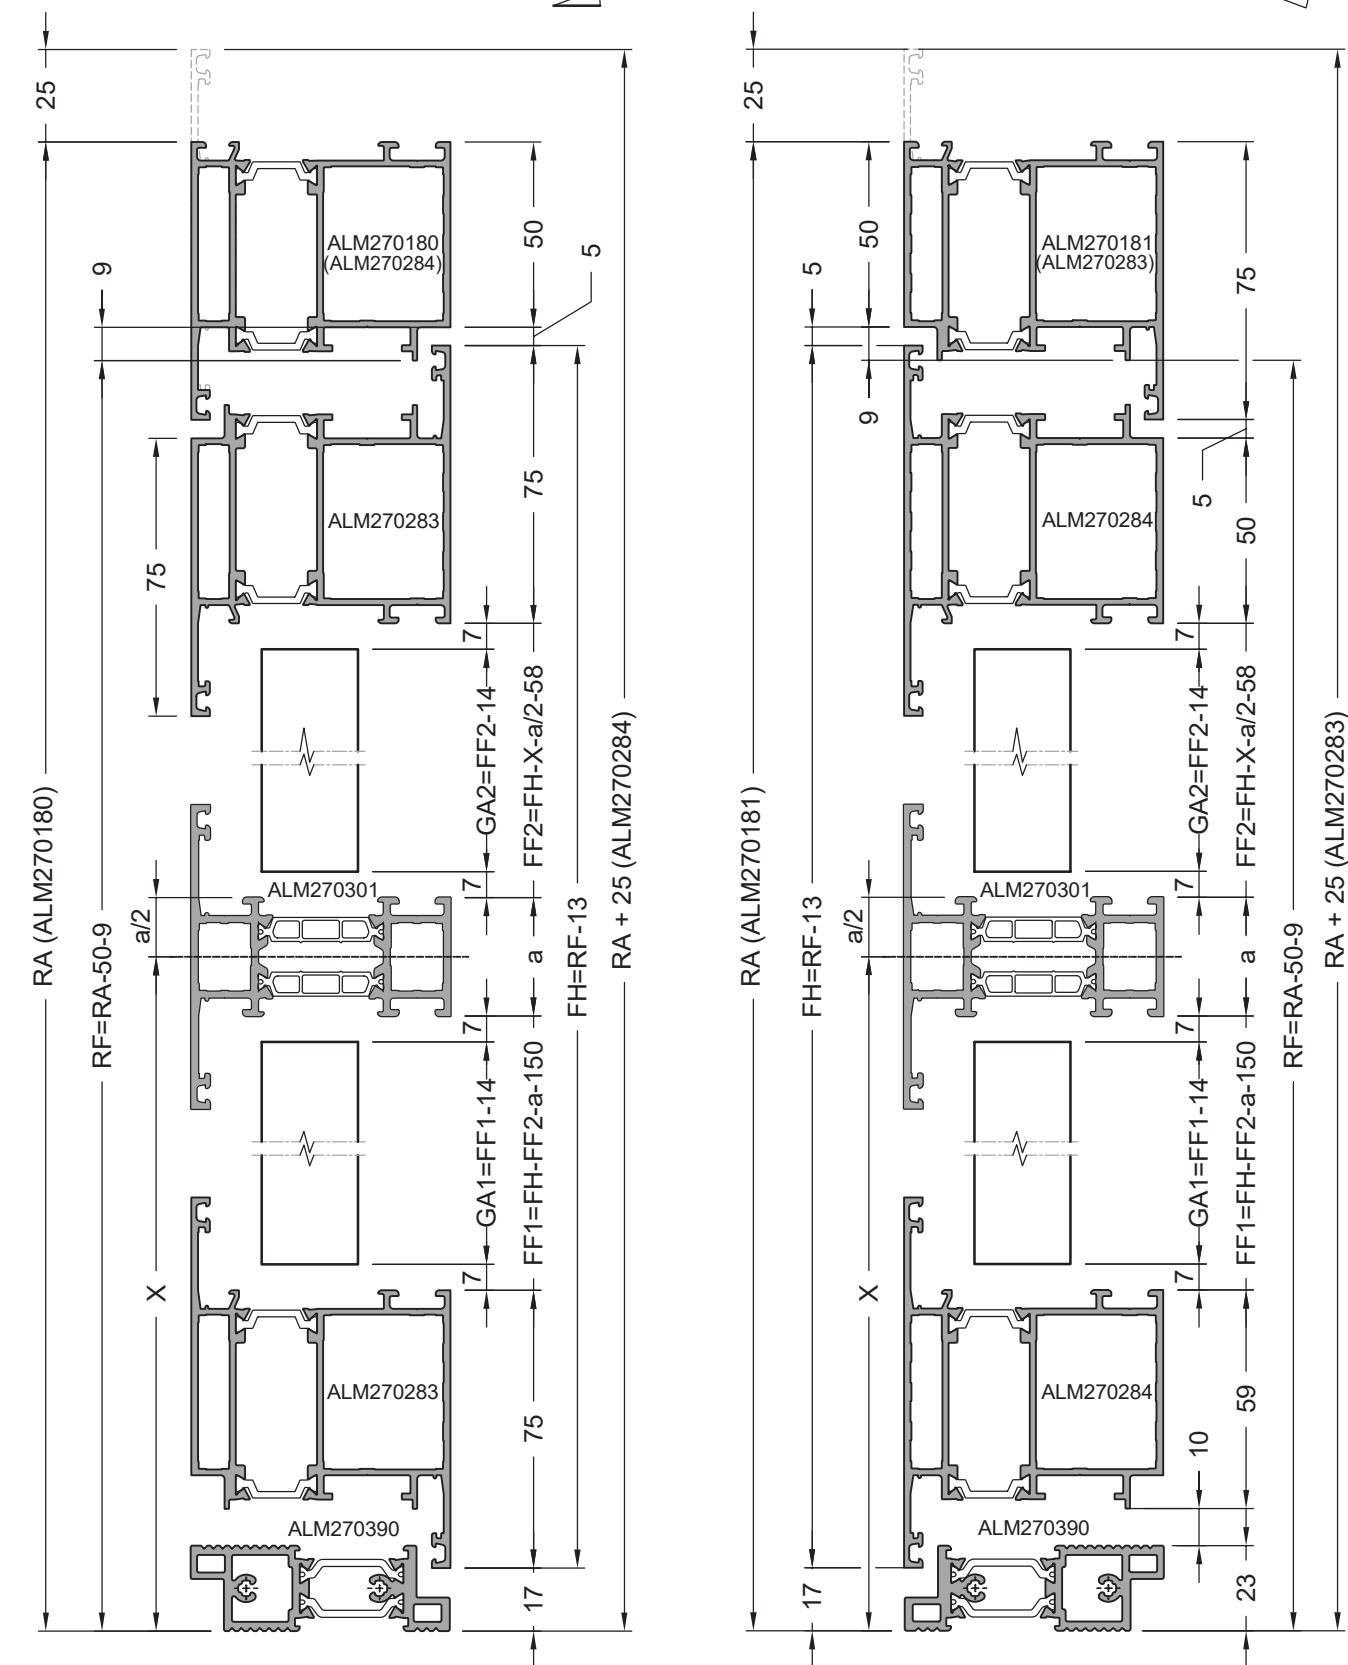 25
9
50
5
ALM270180
(ALM270284)
75
ALM270283
75
7
GA2=FF2-14
FF2=FH-X-a/2-58
RA (ALM270180)
RF=RA-50-9
a/2
7
ALM270301
a
FH=RF-13
RA + 25 (ALM270284)
7
GA1=FF1-14
FF1=FH-FF2-a-150
X
7
ALM270283
75
ALM270390
17
25
5
50
9
ALM270181
(ALM270283)
75
5
ALM270284
50
7
GA2=FF2-14
FF2=FH-X-a/2-58
RA (ALM270181)
FH=RF-13
a/2
7
ALM270301
a
RF=RA-50-9
RA + 25 (ALM270283)
7
GA1=FF1-14
FF1=FH-FF2-a-150
X
7
ALM270284
59
10
ALM270390
17
23